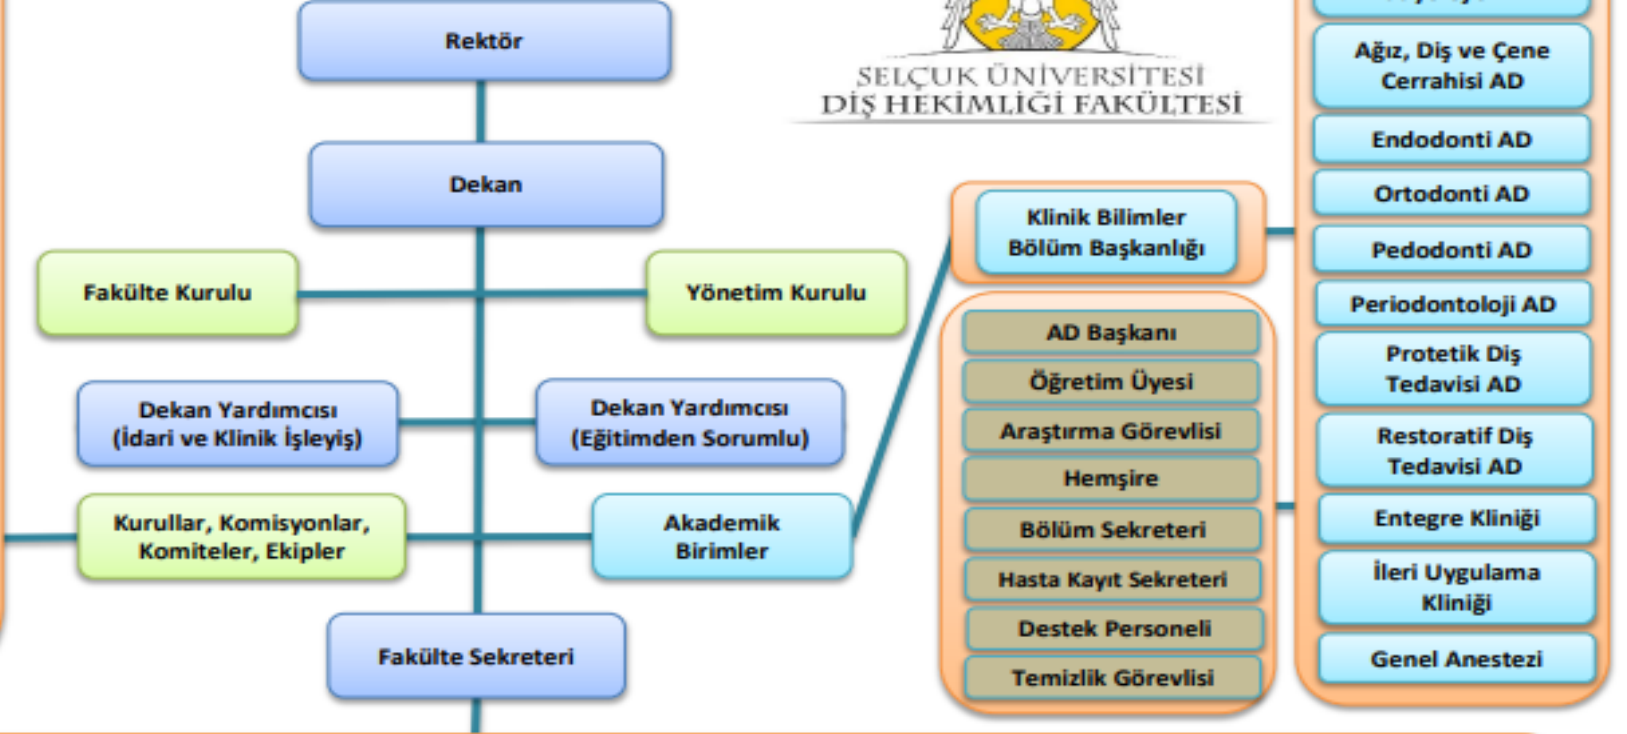 Rektör
SELÇUK ÜNİVERSİTESİ
DİŞ HEKİMLİĞİ FAKÜLTESİ
Dekan
Fakülte Kurulu
Yönetim Kurulu
Dekan Yardımcısı
(İdari ve Klinik İşleyiş)
Dekan Yardımcısı
(Eğitimden Sorumlu)
Kurullar, Komisyonlar,
Komiteler, Ekipler
Akademik
Birimler
Fakülte Sekreteri
Klinik Bilimler
Bölüm Başkanlığı
AD Başkanı
Öğretim Üyesi
Araştırma Görevlisi
Hemşire
Bölüm Sekreteri
Hasta Kayıt Sekreteri
Destek Personeli
Temizlik Görevlisi
Ağız, Diş ve Çene
Cerrahisi AD
Endodonti AD
Ortodonti AD
Pedodonti AD
Periodontoloji AD
Protetik Diş
Tedavisi AD
Restoratif Diş
Tedavisi AD
Entegre Kliniği
İleri Uygulama
Kliniği
Genel Anestezi